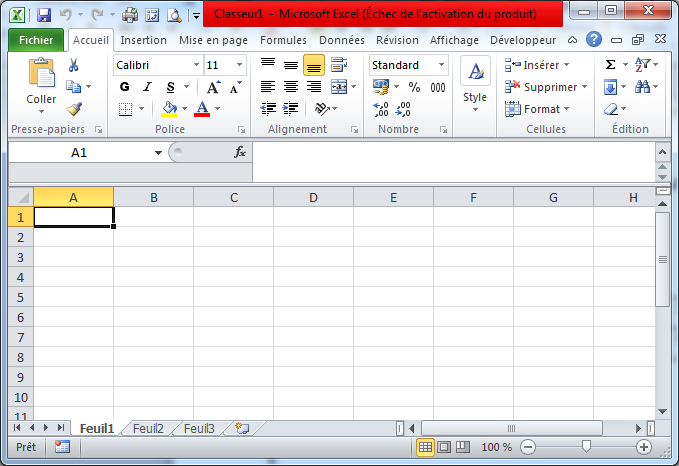 Classeur1 - Microsoft Excel (Échec de l'activation du produit)
Fichier Accueil Insertion Mise en page Formules Données Révision Affichage Développeur
Calibri 11 Standard Insérer Σ
Coller G I S A A % 000 Style Supprimer
A ,00 ,0 Format
Presse-papiers Police Alignement Nombre Cellules Édition
A1 fx
A B C D E F G H
1
2
3
4
5
6
7
8
9
10
11
Feuil1 Feuil2 Feuil3
Prêt 100 %